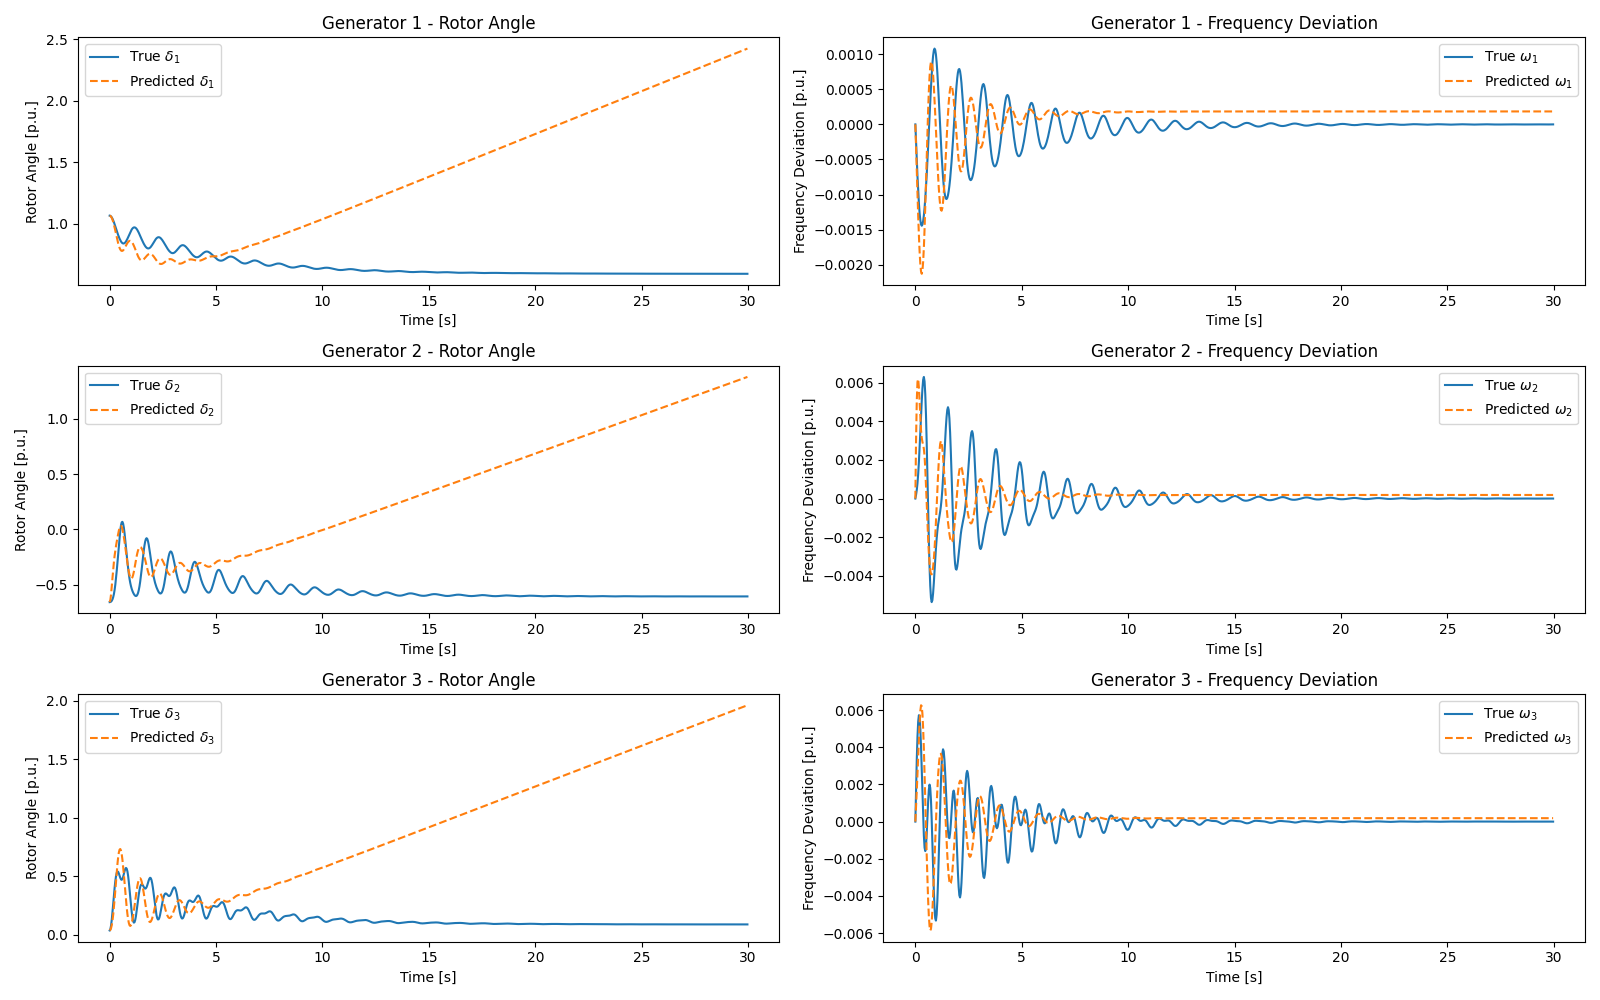 Generator 1 - Rotor Angle
Rotor Angle [p.u.]
2.5
2.0
1.5
1.0
True δ₁
Predicted δ₁
0 5 10 15 20 25 30
Time [s]
Generator 1 - Frequency Deviation
Frequency Deviation [p.u.]
0.0010
0.0005
0.0000
−0.0005
−0.0010
−0.0015
−0.0020
True ω₁
Predicted ω₁
0 5 10 15 20 25 30
Time [s]
Generator 2 - Rotor Angle
Rotor Angle [p.u.]
1.0
0.5
0.0
−0.5
True δ₂
Predicted δ₂
0 5 10 15 20 25 30
Time [s]
Generator 2 - Frequency Deviation
Frequency Deviation [p.u.]
0.006
0.004
0.002
0.000
−0.002
−0.004
True ω₂
Predicted ω₂
0 5 10 15 20 25 30
Time [s]
Generator 3 - Rotor Angle
Rotor Angle [p.u.]
2.0
1.5
1.0
0.5
0.0
True δ₃
Predicted δ₃
0 5 10 15 20 25 30
Time [s]
Generator 3 - Frequency Deviation
Frequency Deviation [p.u.]
0.006
0.004
0.002
0.000
−0.002
−0.004
−0.006
True ω₃
Predicted ω₃
0 5 10 15 20 25 30
Time [s]